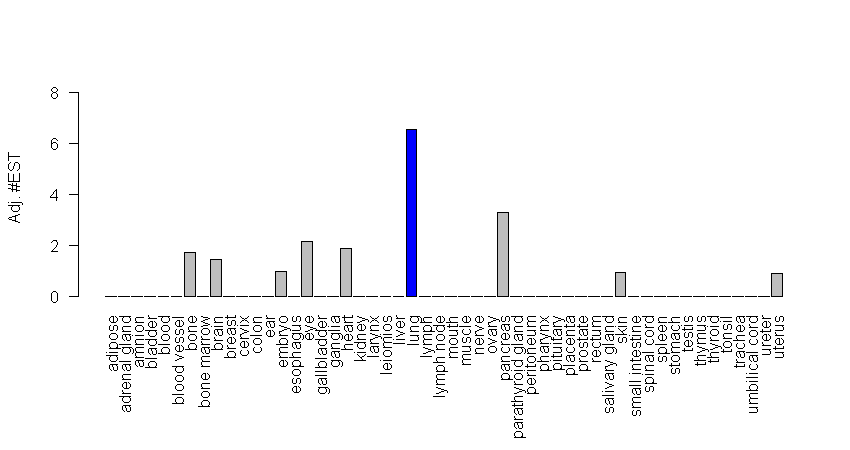 8
6
4
2
0
Adj. #EST
adipose
adrenal gland
amnion
bladder
blood
blood vessel
bone
bone marrow
brain
breast
cervix
colon
ear
embryo
esophagus
eye
gallbladder
ganglia
heart
kidney
larynx
leiomios
liver
lung
lymph
lymph node
mouth
muscle
nerve
ovary
pancreas
parathyroid gland
peritoneum
pharynx
pituitary
placenta
prostate
rectum
salivary gland
skin
small intestine
spinal cord
spleen
stomach
testis
thymus
thyroid
tonsil
trachea
umbilical cord
ureter
uterus